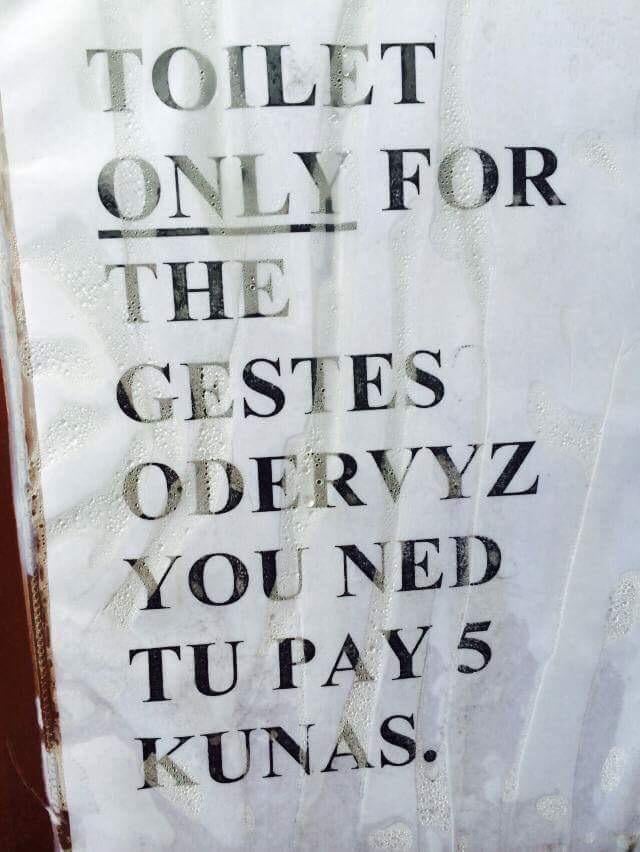 TOILET
ONLY FOR
THE
GESTES
ODERVYZ
YOU NED
TU PAY 5
KUNAS.